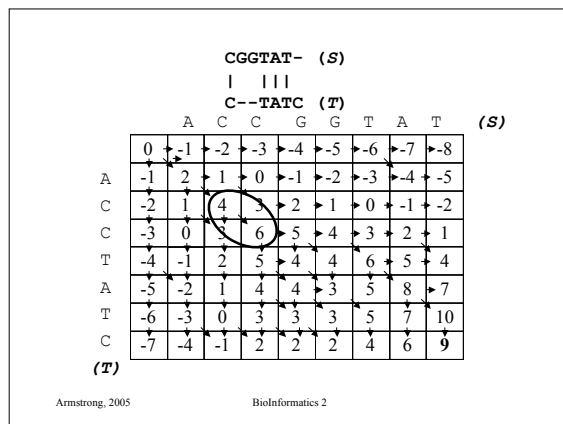 CGGTAT- (S)
| |||
C--TATC (T)
A C C G G T A T (S)
0 -1 -2 -3 -4 -5 -6 -7 -8
A -1 2 1 0 -1 -2 -3 -4 -5
C -2 1 4 3 2 1 0 -1 -2
C -3 0 3 6 5 4 3 2 1
T -4 -1 2 5 4 4 6 5 4
A -5 -2 1 4 4 3 5 8 7
T -6 -3 0 3 3 3 5 7 10
C -7 -4 -1 2 2 2 4 6 9
(T)
Armstrong, 2005 BioInformatics 2